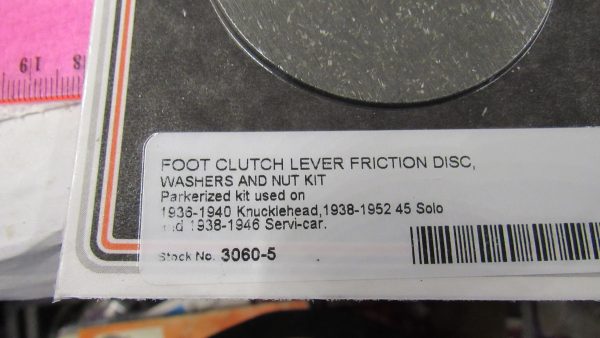 FOOT CLUTCH LEVER FRICTION DISC,
WASHERS AND NUT KIT
Parkerized kit used on
1936-1940 Knucklehead,1938-1952 45 Solo
1938-1946 Servi-car.
Stock No. 3060-5